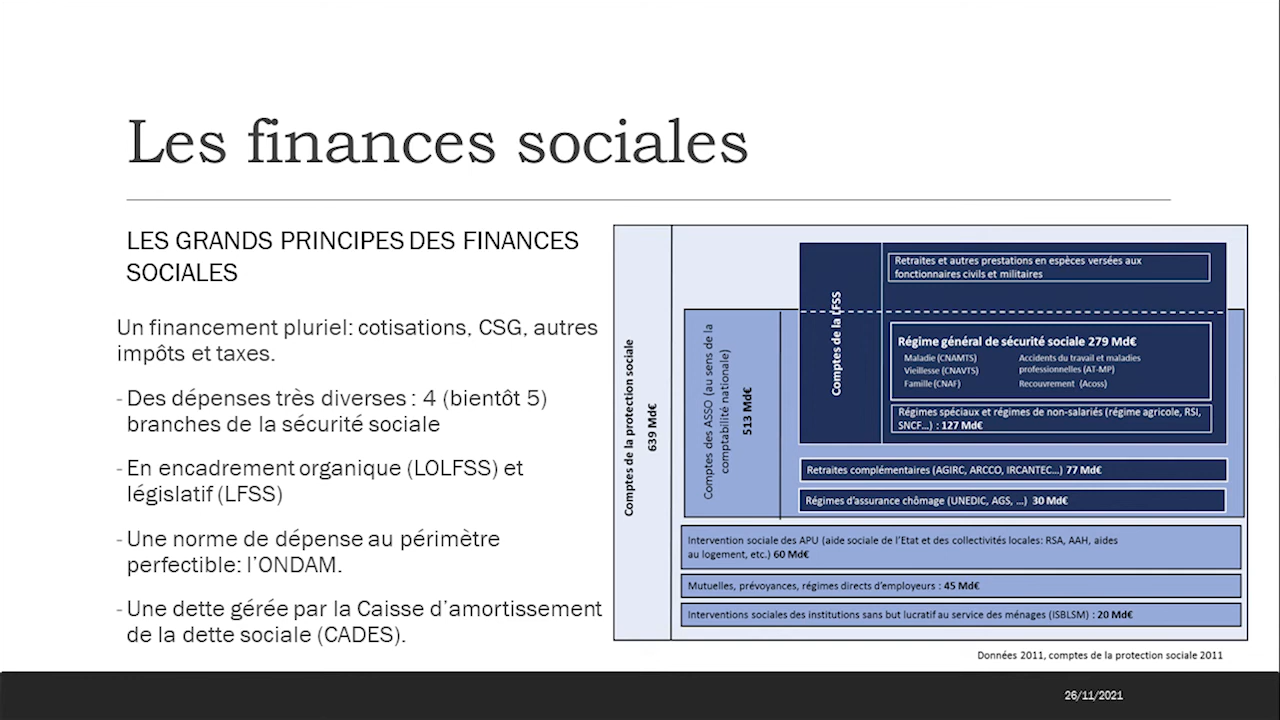 Les finances sociales
LES GRANDS PRINCIPES DES FINANCES
SOCIALES
Un financement pluriel: cotisations, CSG, autres
impôts et taxes.
- Des dépenses très diverses : 4 (bientôt 5)
branches de la sécurité sociale
- En encadrement organique (LOLFSS) et
législatif (LFSS)
- Une norme de dépense au périmètre
perfectible: l'ONDAM.
- Une dette gérée par la Caisse d'amortissement
de la dette sociale (CADES).
Comptes de la protection sociale
639 Md€
Comptes des ASSO (au sens de la
comptabilité nationale)
513 Md€
Comptes de la LFSS
Retraites et autres prestations en espèces versées aux
fonctionnaires civils et militaires
Régime général de sécurité sociale 279 Md€
Maladie (CNAMTS)
Vieillesse (CNAVTS)
Famille (CNAF)
Accidents du travail et maladies
professionnelles (AT-MP)
Recouvrement (Acoss)
Régimes spéciaux et régimes de non-salariés (régime agricole, RSI,
SNCF...) : 127 Md€
Retraites complémentaires (AGIRC, ARCCO, IRCANTEC...) 77 Md€
Régimes d'assurance chômage (UNEDIC, AGS, ...) 30 Md€
Intervention sociale des APU (aide sociale de l'Etat et des collectivités locales: RSA, AAH, aides
au logement, etc.) 60 Md€
Mutuelles, prévoyances, régimes directs d'employeurs : 45 Md€
Interventions sociales des institutions sans but lucratif au service des ménages (ISBLSM) : 20 Md€
Données 2011, comptes de la protection sociale 2011
26/11/2021